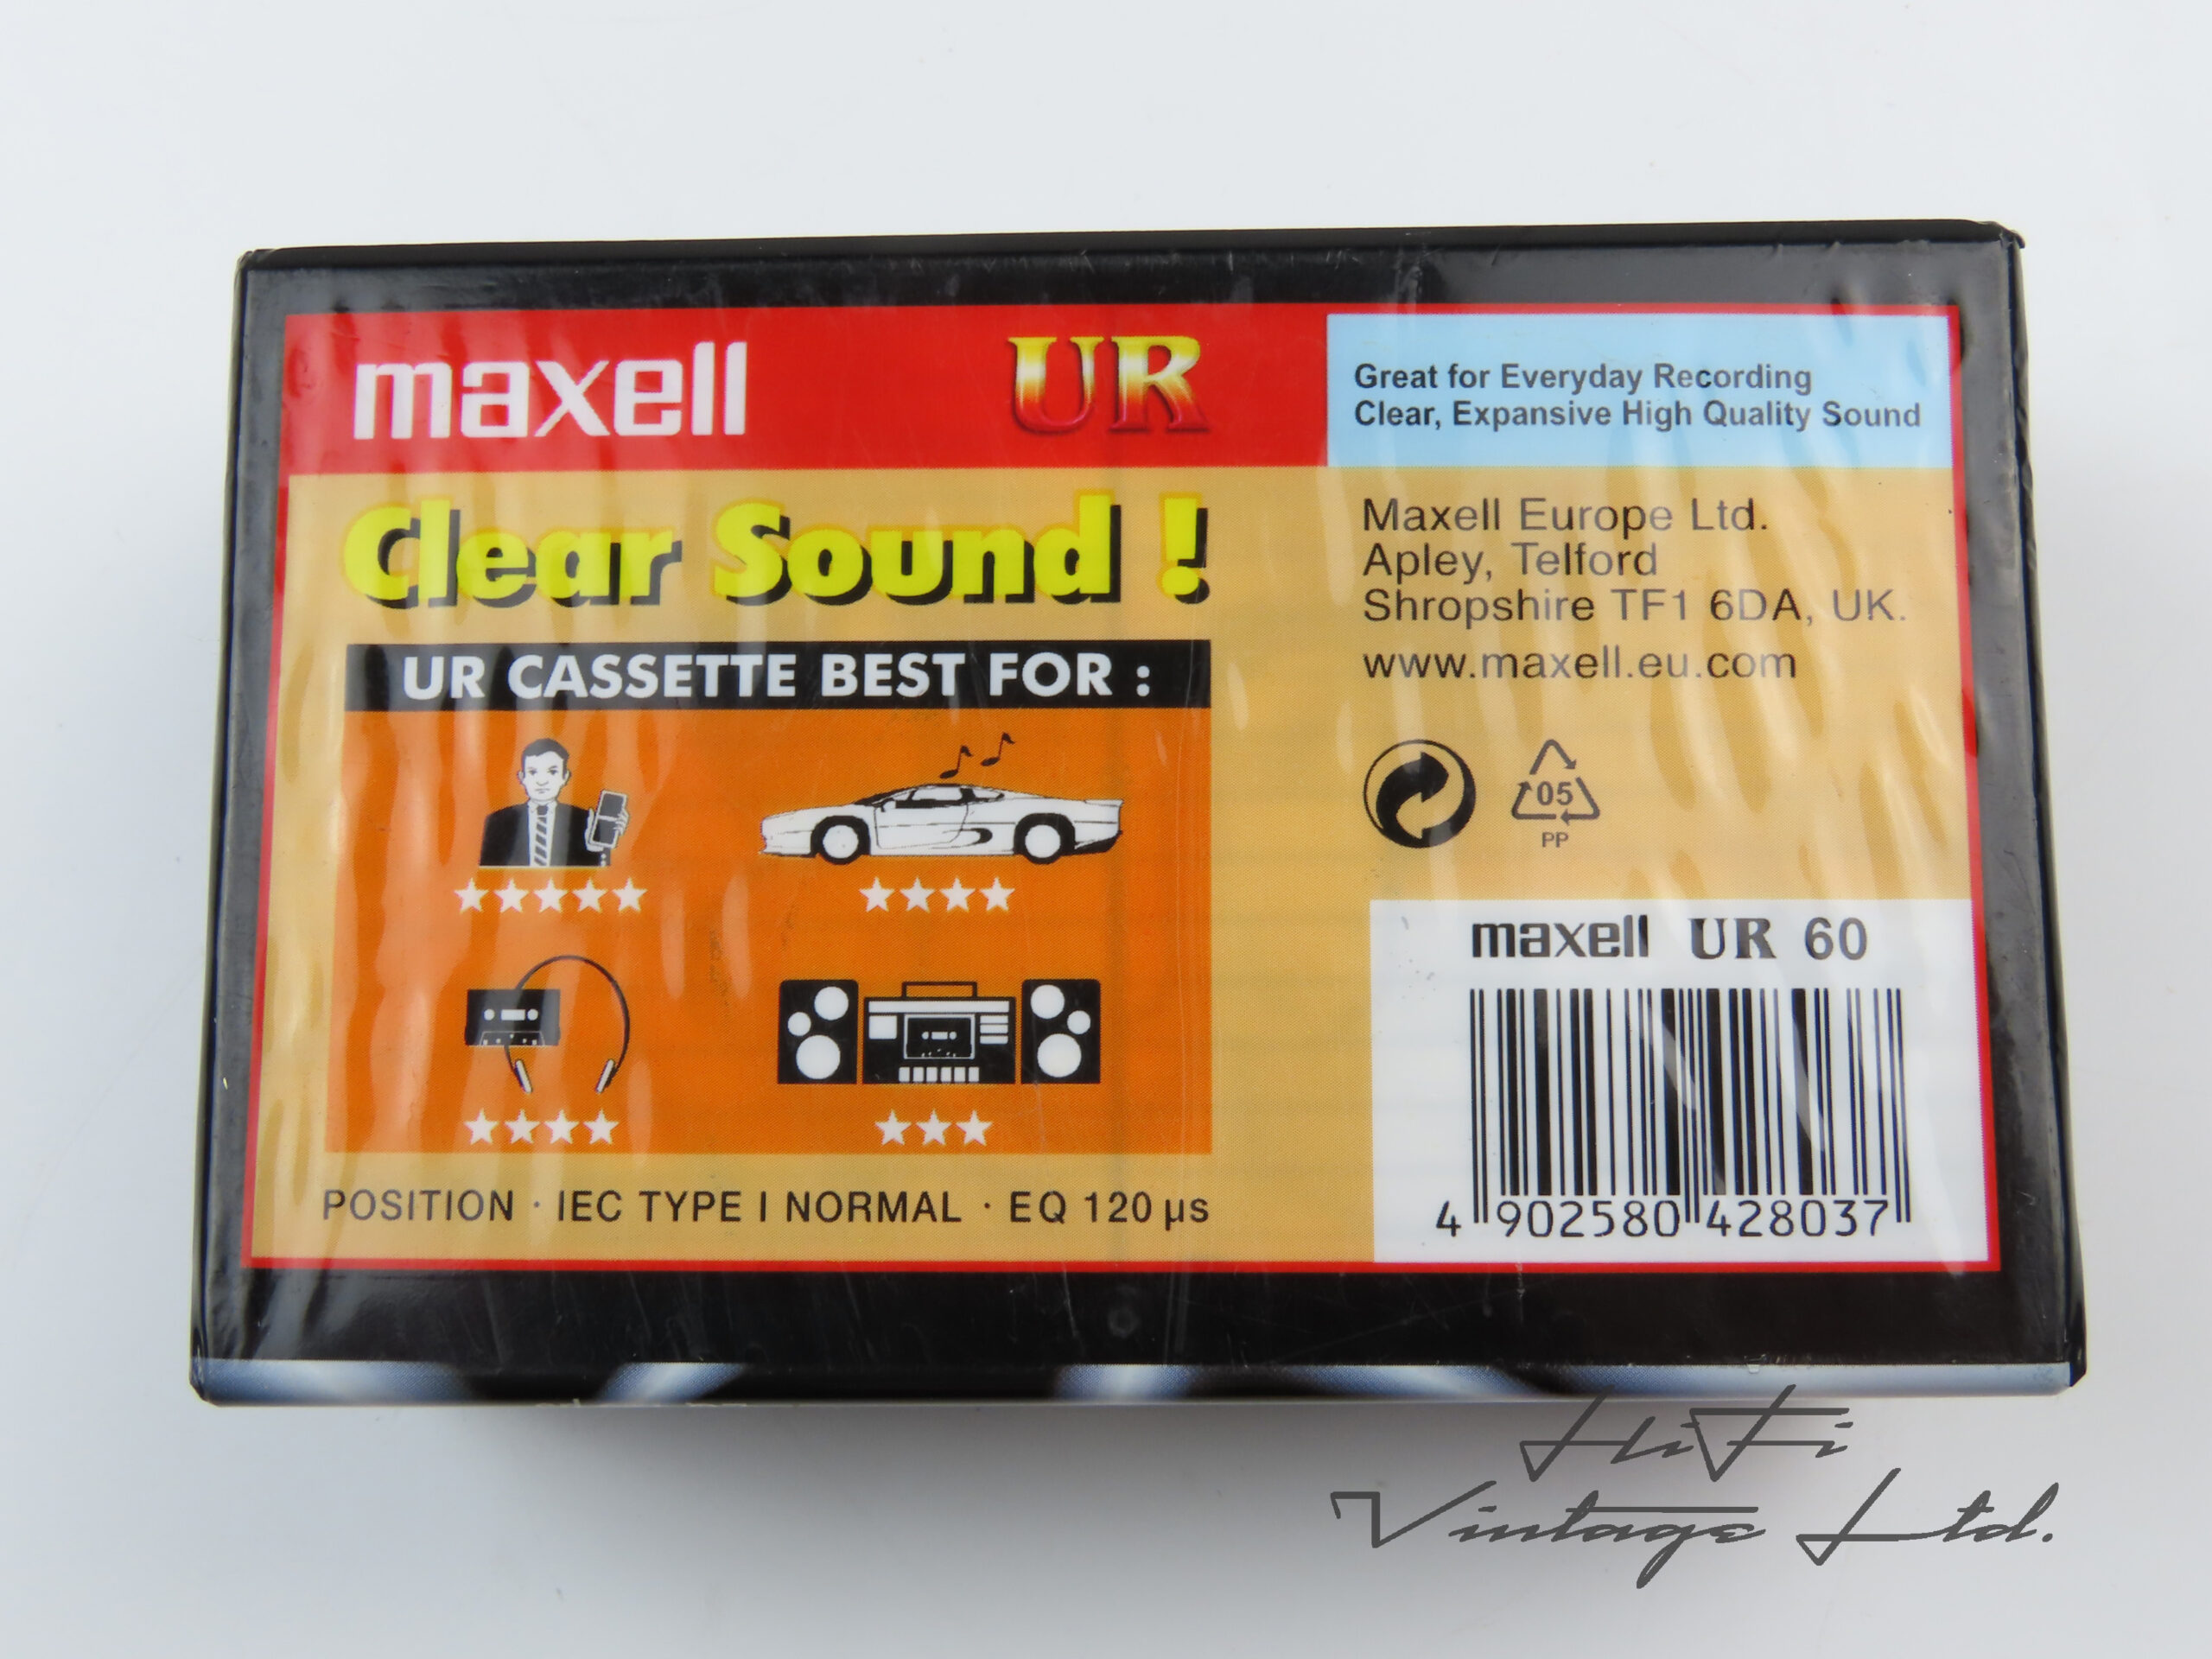 maxell UR
Great for Everyday Recording
Clear, Expansive High Quality Sound
Clear Sound !
UR CASSETTE BEST FOR :
POSITION · IEC TYPE I NORMAL · EQ 120 µs
Maxell Europe Ltd.
Apley, Telford
Shropshire TF1 6DA, UK.
www.maxell.eu.com
05
PP
maxell UR 60
4 902580 428037
HiFi
Vintage Ltd.